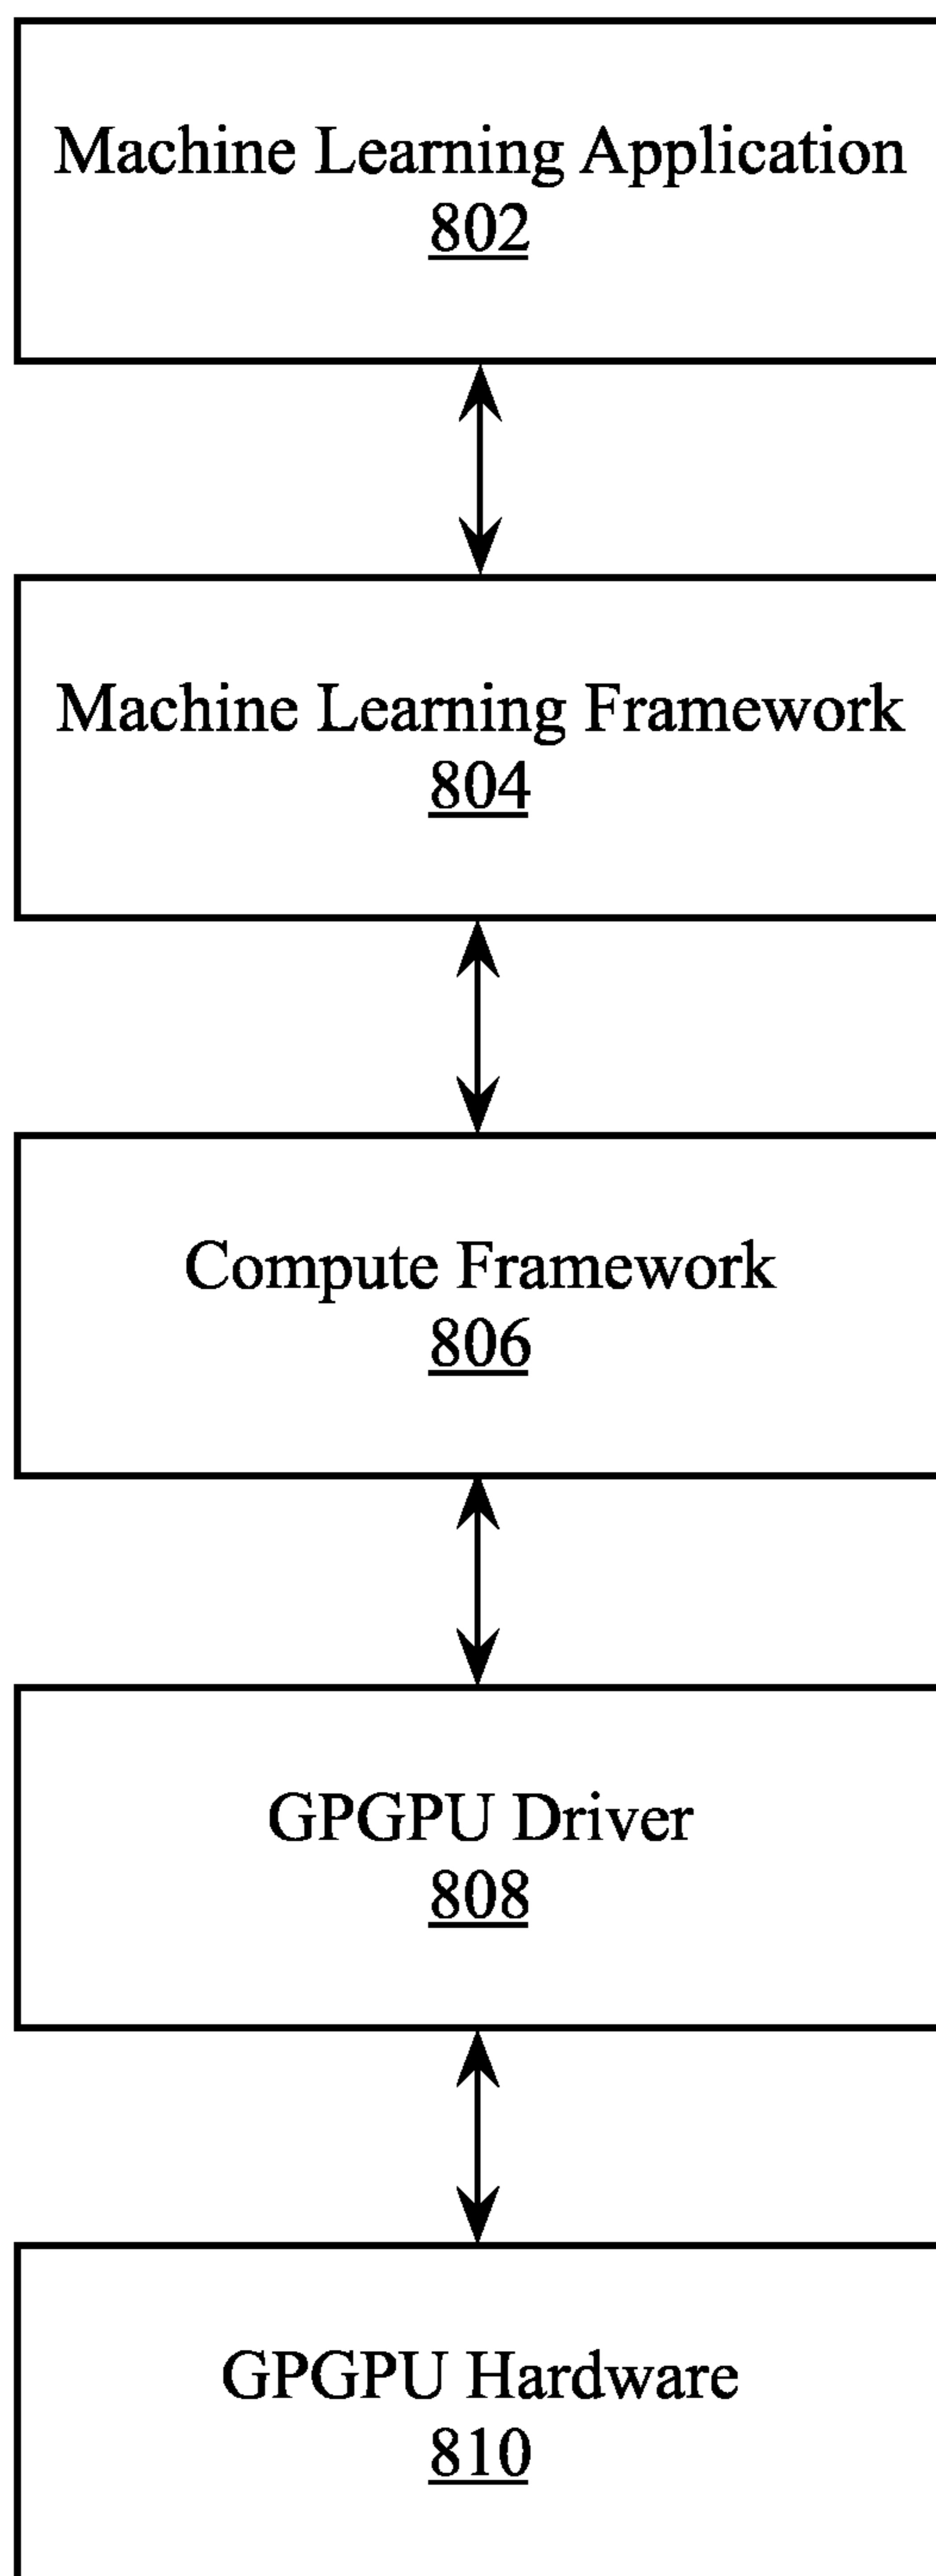 Machine Learning Application
802
Machine Learning Framework
804
Compute Framework
806
GPGPU Driver
808
GPGPU Hardware
810